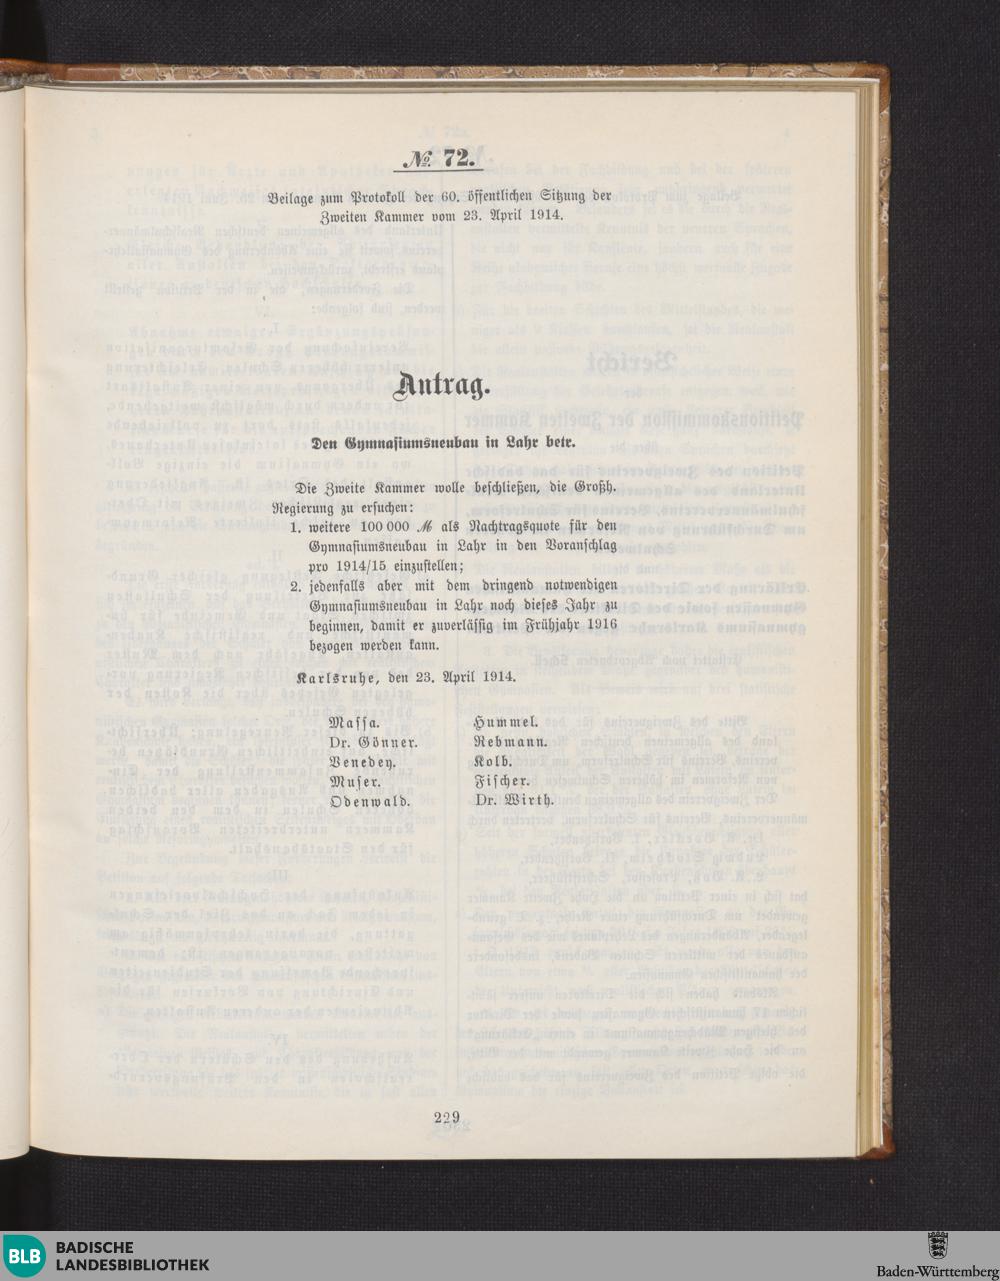 № 72.
Beilage zum Protokoll der 60. öffentlichen Sitzung der
Zweiten Kammer vom 23. April 1914.
Antrag.
Den Gymnasiumsneubau in Lahr betr.
Die Zweite Kammer wolle beschließen, die Großh.
Regierung zu ersuchen:
1. weitere 100 000 ℳ als Nachtragsquote für den
Gymnasiumsneubau in Lahr in den Voranschlag
pro 1914/15 einzustellen;
2. jedenfalls aber mit dem dringend notwendigen
Gymnasiumsneubau in Lahr noch dieses Jahr zu
beginnen, damit er zuverlässig im Frühjahr 1916
bezogen werden kann.
Karlsruhe, den 23. April 1914.
Massa.
Dr. Gönner.
Venedey.
Muser.
Odenwald.
Hummel.
Rebmann.
Kolb.
Fischer.
Dr. Wirth.
229
BLB BADISCHE
LANDESBIBLIOTHEK
Baden-Württemberg